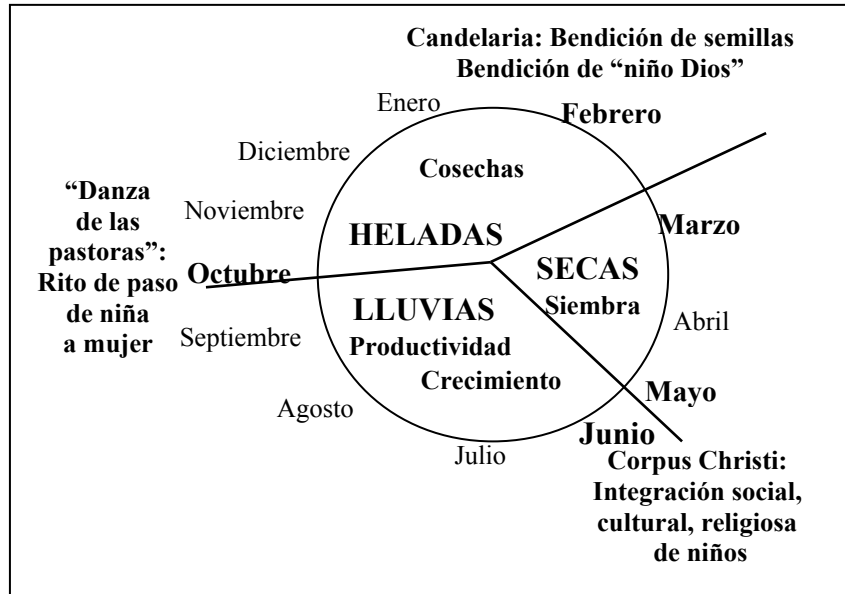 Candelaria: Bendición de semillas
Bendición de “niño Dios”
Enero
Febrero
Diciembre
Cosechas
“Danza
de las
pastoras”:
Rito de paso
de niña
a mujer
Noviembre
Marzo
HELADAS
Octubre
SECAS
Siembra
LLUVIAS
Abril
Septiembre
Productividad
Crecimiento
Mayo
Agosto
Junio
Julio
Corpus Christi:
Integración social,
cultural, religiosa
de niños